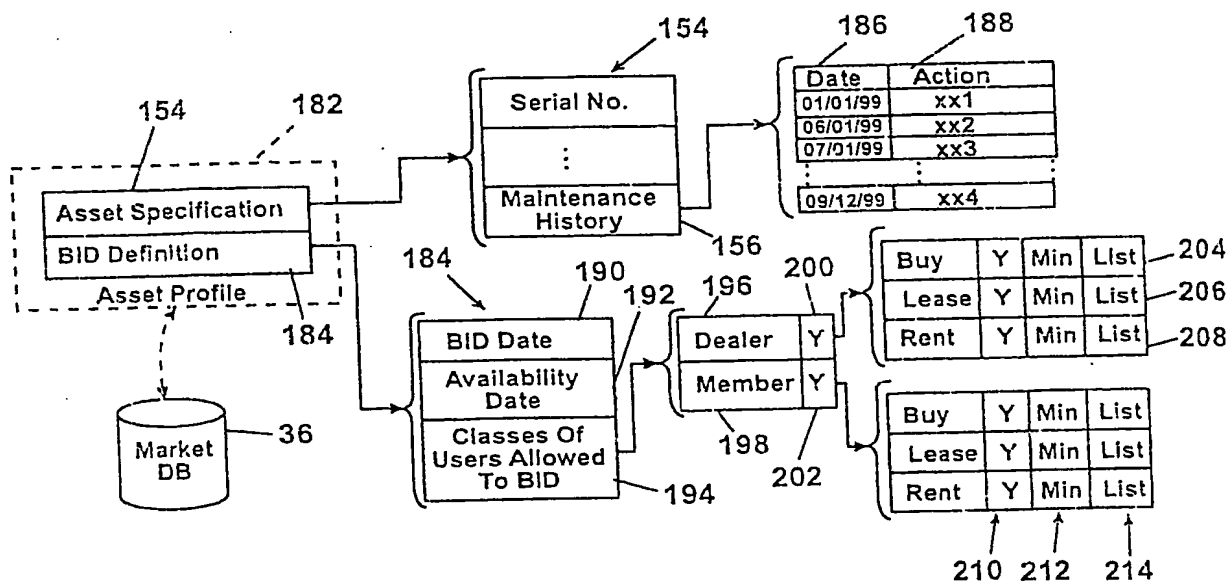 154
182
Asset Specification
BID Definition
Asset Profile
184
Market
DB
36
154
Serial No.
⋮
Maintenance
History
156
186
188
Date Action
01/01/99 xx1
06/01/99 xx2
07/01/99 xx3
⋮ ⋮ ⋮
09/12/99 xx4
184
190
192
BID Date
Availability
Date
Classes Of
Users Allowed
To BID
194
196
200
Dealer Y
Member Y
198
202
Buy Y Min List 204
Lease Y Min List 206
Rent Y Min List 208
Buy Y Min List
Lease Y Min List
Rent Y Min List
210 212 214